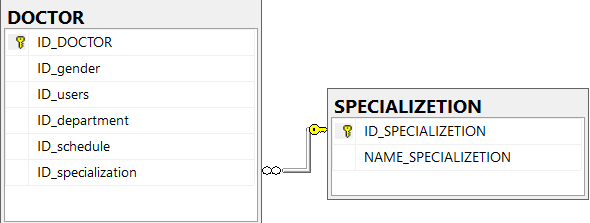 DOCTOR
ID_DOCTOR
ID_gender
ID_users
ID_department
ID_schedule
ID_specialization
SPECIALIZETION
ID_SPECIALIZETION
NAME_SPECIALIZETION